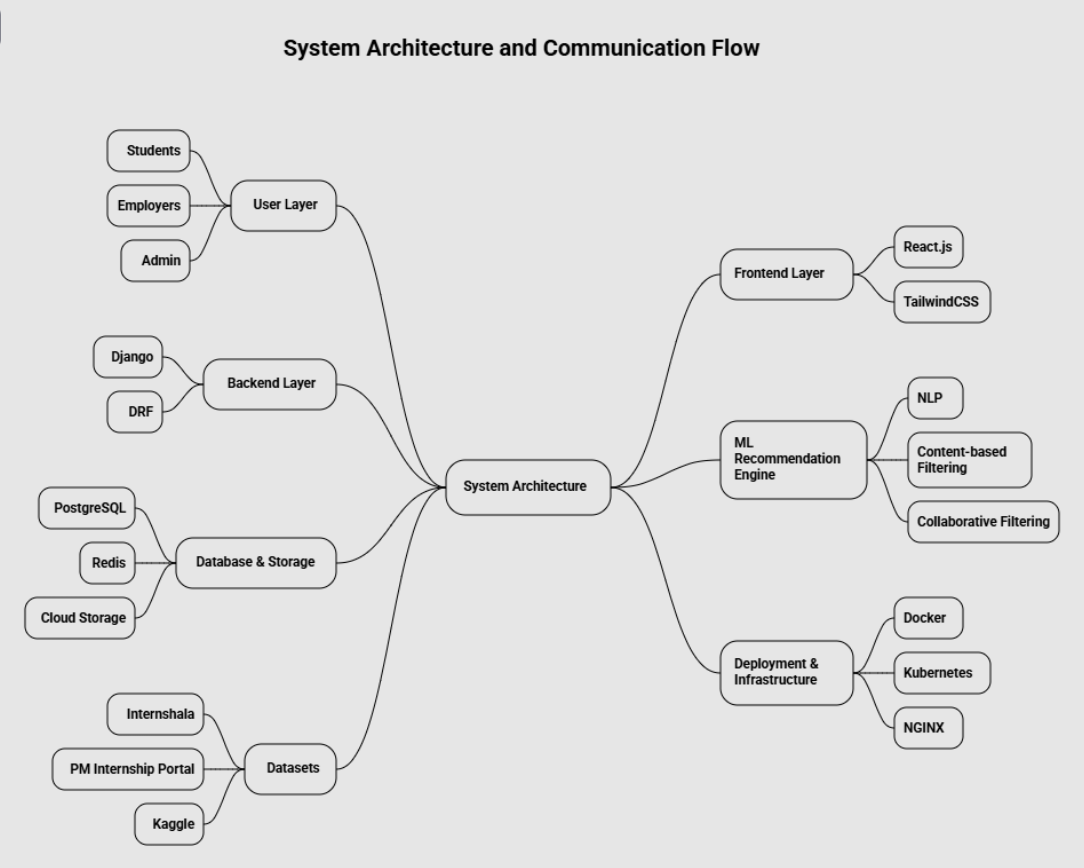 System Architecture and Communication Flow
Students
Employers
Admin
User Layer
Django
DRF
Backend Layer
PostgreSQL
Redis
Cloud Storage
Database & Storage
Internshala
PM Internship Portal
Kaggle
Datasets
System Architecture
Frontend Layer
React.js
TailwindCSS
ML
Recommendation
Engine
NLP
Content-based
Filtering
Collaborative Filtering
Deployment &
Infrastructure
Docker
Kubernetes
NGINX